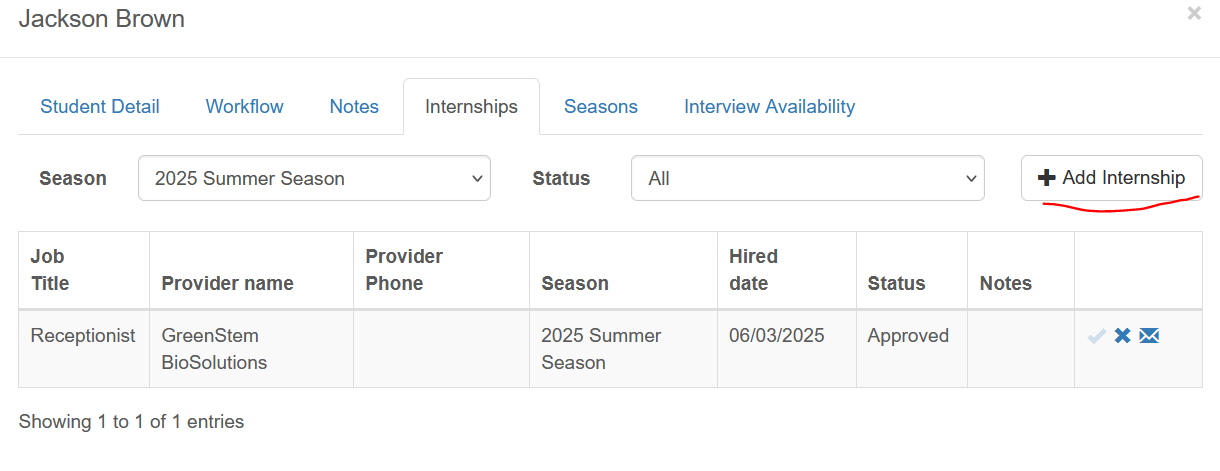 Jackson Brown
×
Student Detail Workflow Notes Internships Seasons Interview Availability
Season 2025 Summer Season Status All Add Internship
Job Title Provider name Provider Phone Season Hired date Status Notes
Receptionist GreenStem BioSolutions 2025 Summer Season 06/03/2025 Approved
Showing 1 to 1 of 1 entries